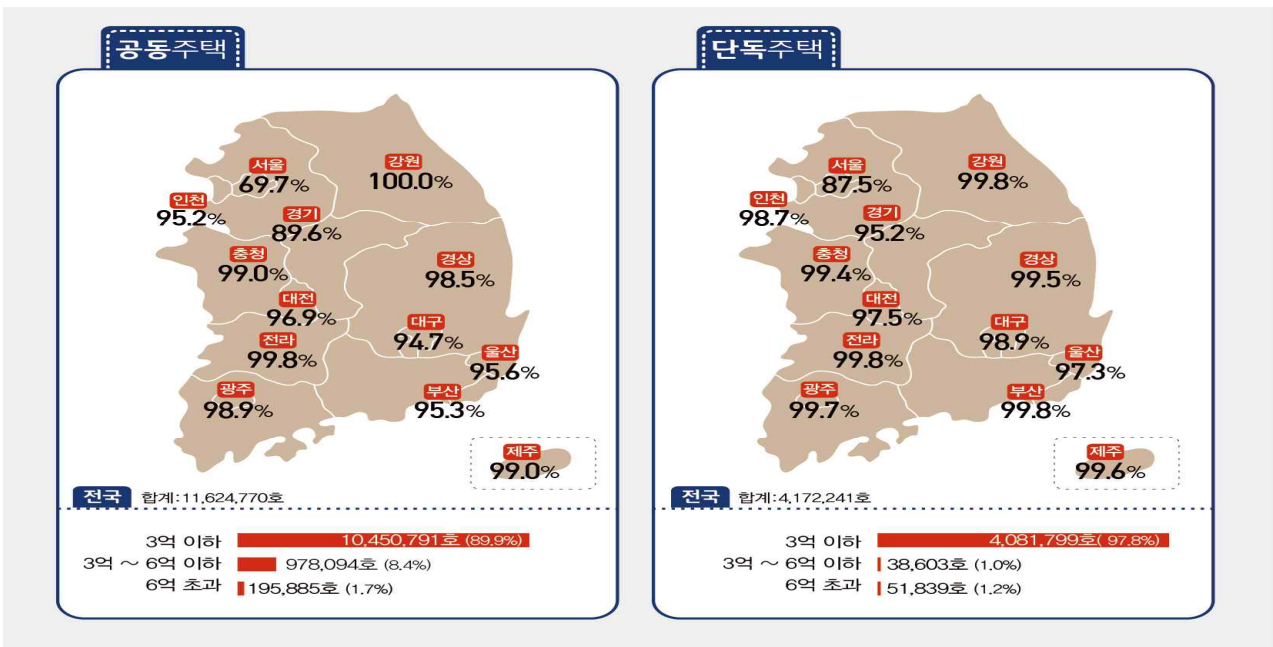 공동주택
서울
69.7%
강원
100.0%
인천
95.2%
경기
89.6%
충청
99.0%
경상
98.5%
대전
96.9%
대구
94.7%
전라
99.8%
울산
95.6%
광주
98.9%
부산
95.3%
제주
99.0%
전국 합계:11,624,770호
3억 이하 10,450,791호 (89.9%)
3억 ~ 6억 이하 978,094호 (8.4%)
6억 초과 195,885호 (1.7%)
단독주택
서울
87.5%
강원
99.8%
인천
98.7%
경기
95.2%
충청
99.4%
경상
99.5%
대전
97.5%
대구
98.9%
전라
99.8%
울산
97.3%
광주
99.7%
부산
99.8%
제주
99.6%
전국 합계:4,172,241호
3억 이하 4,081,799호( 97.8%)
3억 ~ 6억 이하 38,603호 (1.0%)
6억 초과 51,839호 (1.2%)